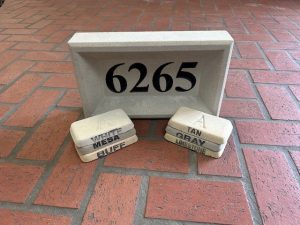 6265
A
WHITE
MESA
BUFF
A
TAN
GRAY